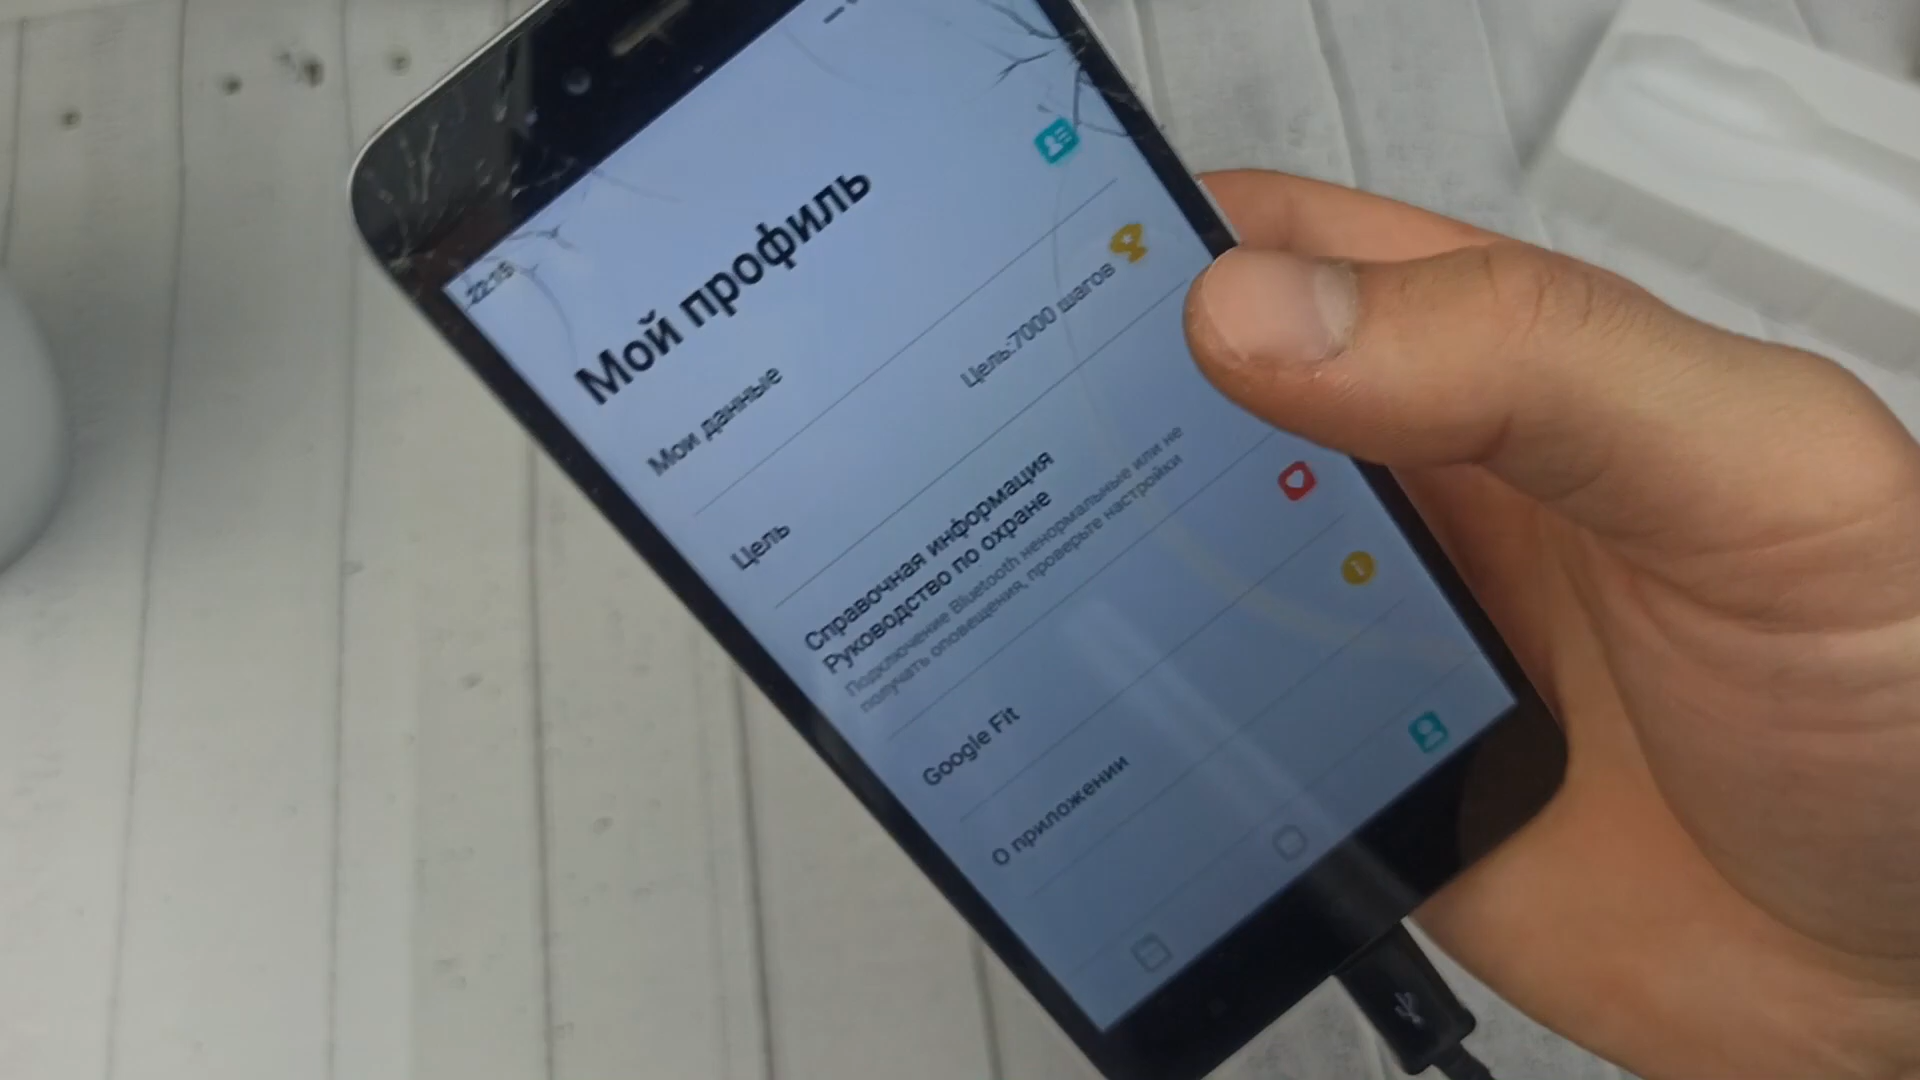 22:15
Мой профиль
Мои данные
Цель
Цель:7000 шагов
Справочная информация
Руководство по охране
Подключение Bluetooth ненормальные или не
получать оповещения, проверьте настройки
Google Fit
О приложении